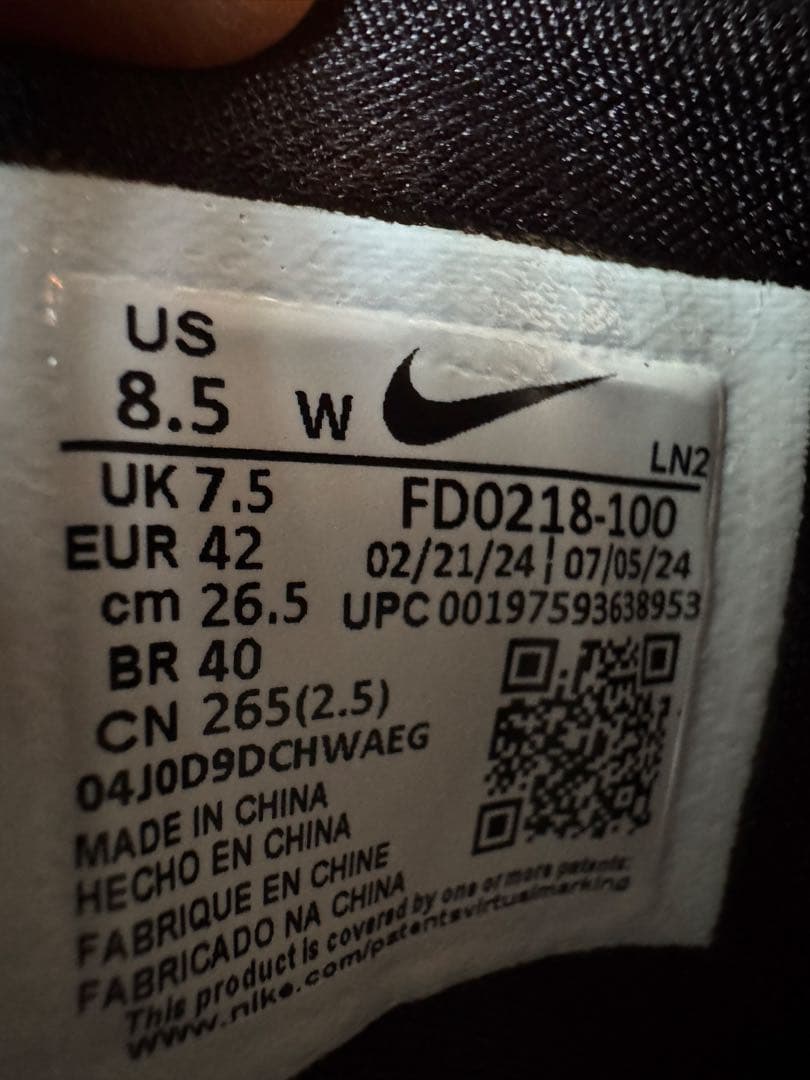 US
8.5 W
LN2
UK 7.5
FD0218-100
EUR 42
02/21/24 | 07/05/24
cm 26.5
UPC 00197593638953
BR 40
CN 265(2.5)
04J0D9DCHWAEG
MADE IN CHINA
HECHO EN CHINA
FABRIQUE EN CHINE
FABRICADO NA CHINA
This product is covered by one or more patents:
www.nike.com/patentsvirtualmarking